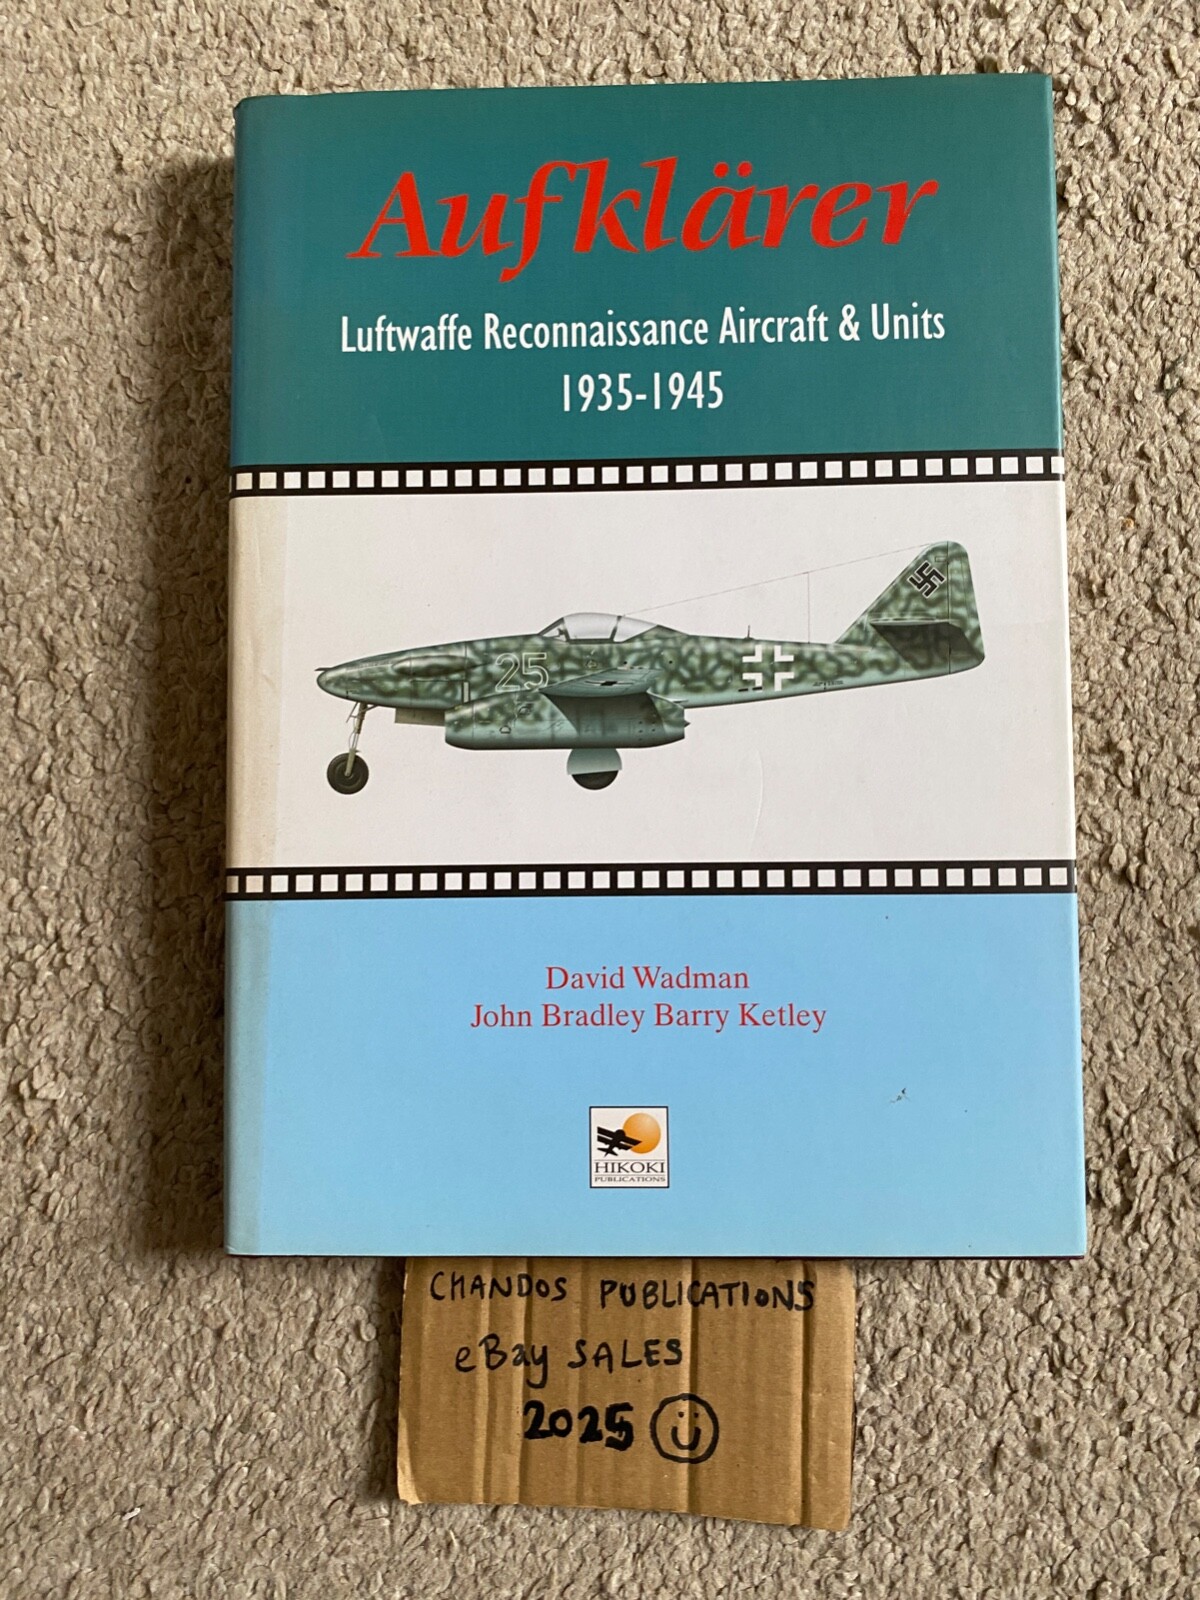 Aufklärer
Luftwaffe Reconnaissance Aircraft & Units
1935-1945
25
David Wadman
John Bradley Barry Ketley
HIKOKI
PUBLICATIONS
CHANDOS PUBLICATIONS
eBay SALES
2025